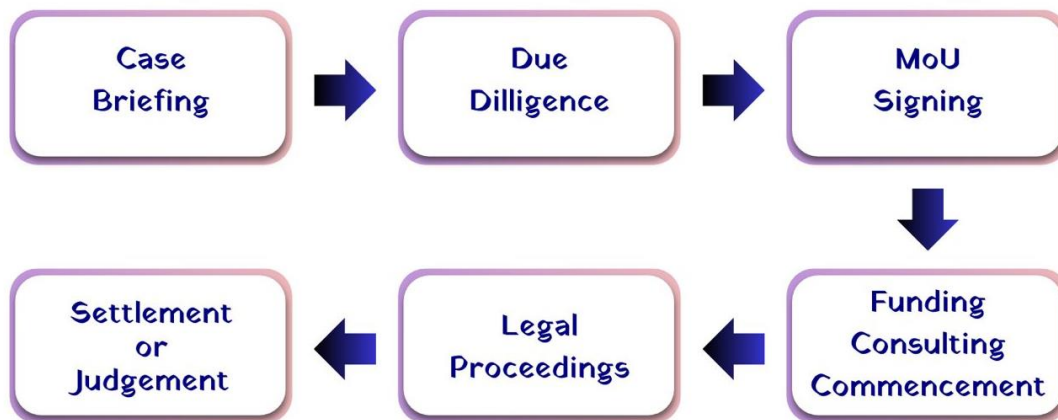 Case
Briefing
Due
Dilligence
MoU
Signing
Funding
Consulting
Commencement
Legal
Proceedings
Settlement
or
Judgement